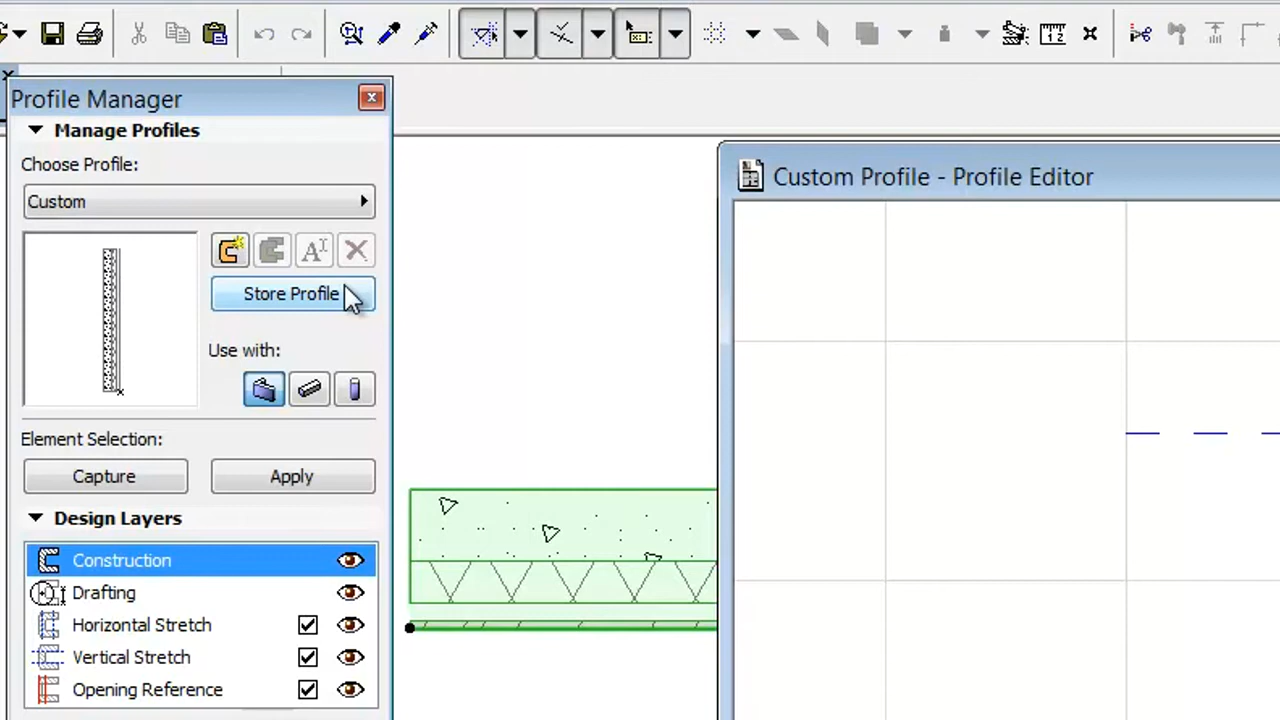 Profile Manager
Manage Profiles
Choose Profile:
Custom
Store Profile
Use with:
Element Selection:
Capture
Apply
Design Layers
Construction
Drafting
Horizontal Stretch
Vertical Stretch
Opening Reference
Custom Profile - Profile Editor